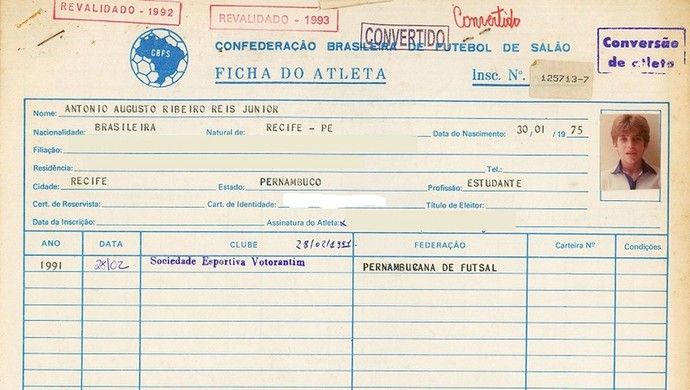 REVALIDADO - 1992
REVALIDADO - 1993
CONVERTIDO
Convertido
Conversão
de atleta
CBFS
CONFEDERAÇÃO BRASILEIRA DE FUTEBOL DE SALÃO
FICHA DO ATLETA
Insc. Nº. 125713-7
Nome: ANTONIO AUGUSTO RIBEIRO REIS JUNIOR
Nacionalidade: BRASILEIRA Natural de: RECIFE - PE Data do Nascimento: 30/01 / 1975
Filiação:
Residência: Tel.:
Cidade: RECIFE Estado: PERNAMBUCO Profissão: ESTUDANTE
Cert. de Reservista: Cart. de Identidade: Título de Eleitor:
Data da Inscrição: Assinatura do Atleta: x
ANO DATA CLUBE 28/02/1991 FEDERAÇÃO Carteira Nº Condições
1991 28/02 Sociedade Esportiva Votorantim PERNAMBUCANA DE FUTSAL